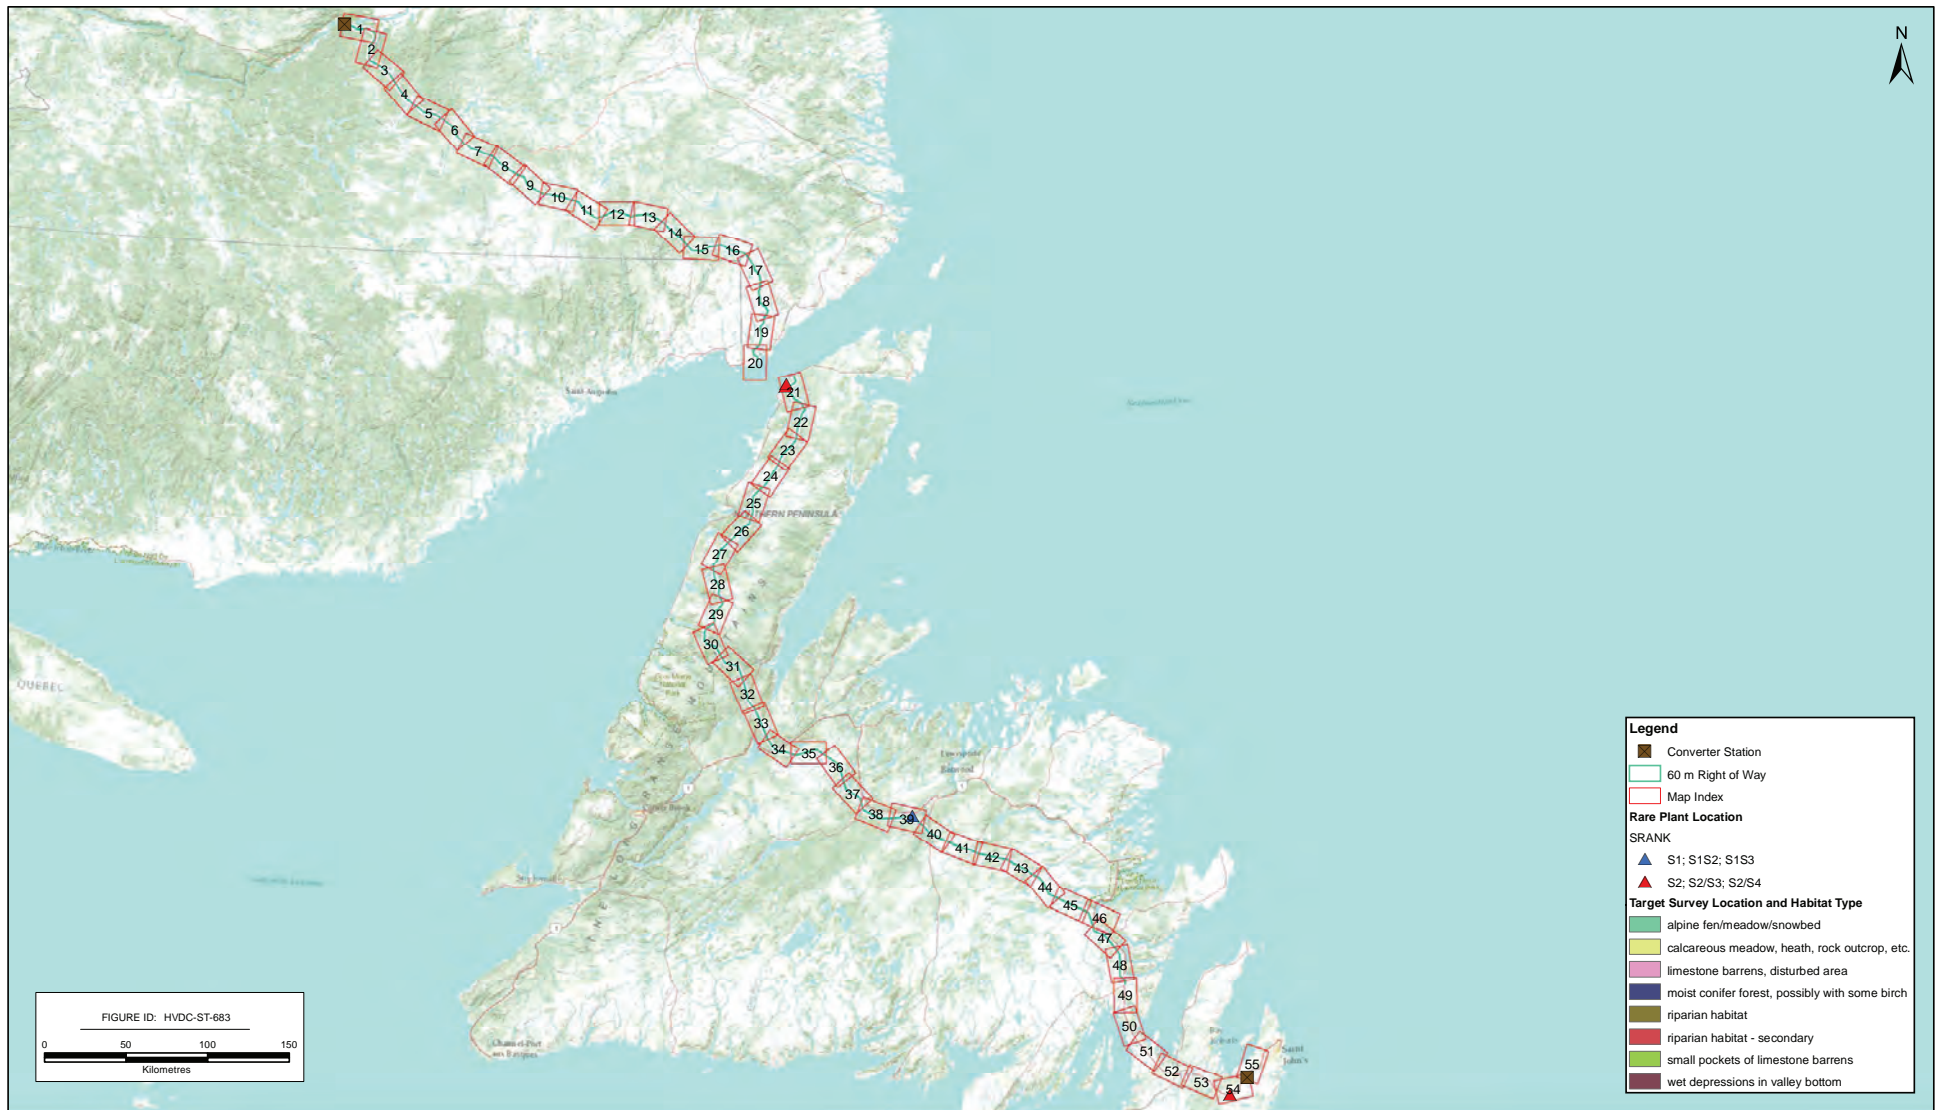 N
1
2
3
4
5
6
7
8
9
10
11
12
13
14
15
16
17
18
19
20
21
22
23
24
25
NORTHERN PENINSULA
26
27
28
29
30
31
32
33
34
35
36
37
38
39
40
41
42
43
44
45
46
47
48
49
50
51
52
53
54
55
QUEBEC
Saint
John's
Legend
Converter Station
60 m Right of Way
Map Index
Rare Plant Location
SRANK
S1; S1S2; S1S3
S2; S2/S3; S2/S4
Target Survey Location and Habitat Type
alpine fen/meadow/snowbed
calcareous meadow, heath, rock outcrop, etc.
limestone barrens, disturbed area
moist conifer forest, possibly with some birch
riparian habitat
riparian habitat - secondary
small pockets of limestone barrens
wet depressions in valley bottom
FIGURE ID: HVDC-ST-683
0 50 100 150
Kilometres